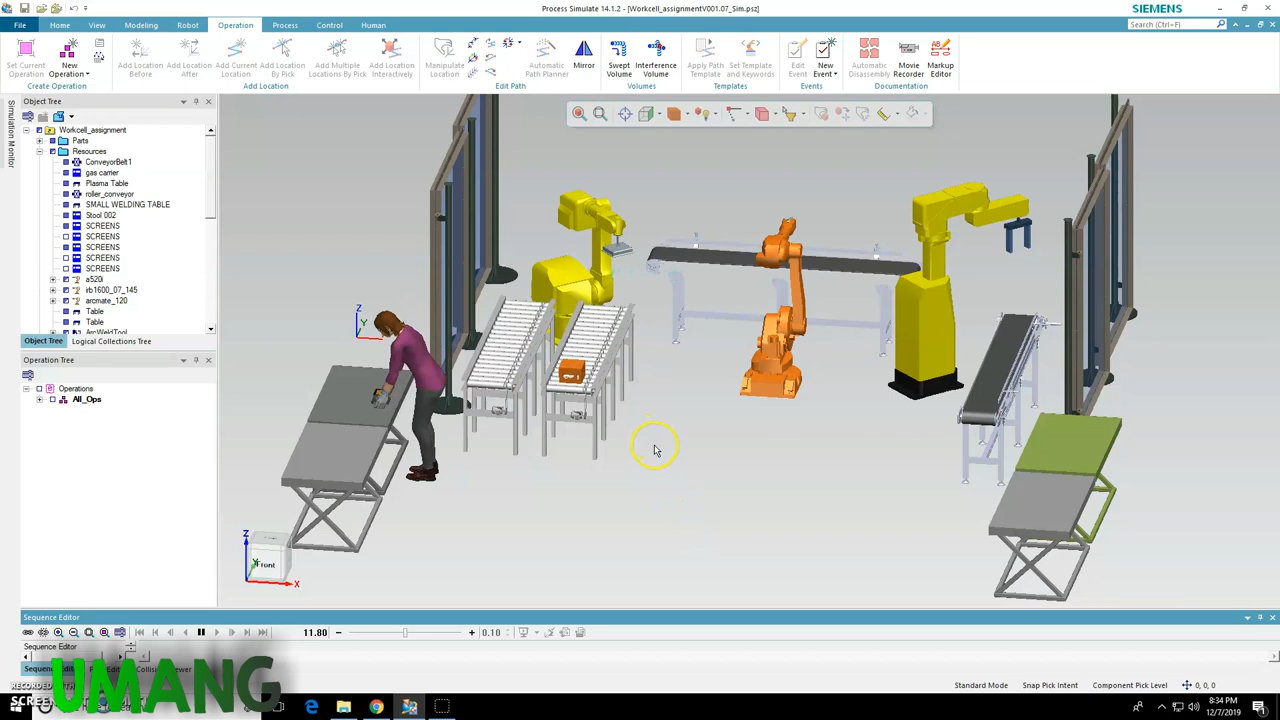 Process Simulate 14.1.2 - [Workcell_assignmentV001.07_Sim.psz]
SIEMENS
File Home View Modeling Robot Operation Process Control Human
Search (Ctrl+F)
Set Current Operation
New Operation
Add Location Before
Add Location After
Add Current Location
Add Location By Pick
Add Multiple Locations By Pick
Add Location Interactively
Manipulate Location
Automatic Path Planner
Mirror
Swept Volume
Interference Volume
Apply Path Template
Set Template and Keywords
Edit Event
New Event
Automatic Disassembly
Movie Recorder
Markup Editor
Create Operation
Add Location
Edit Path
Volumes
Templates
Events
Documentation
Simulation Monitor
Object Tree
Workcell_assignment
Parts
Resources
ConveyorBelt1
gas carrier
Plasma Table
roller_conveyor
SMALL WELDING TABLE
Stool 002
SCREENS
SCREENS
SCREENS
SCREENS
SCREENS
a520i
irb1600_07_145
arcmate_120
Table
Table
ArcWeldTool
Object Tree Logical Collections Tree
Operation Tree
Operations
All_Ops
Z
Y
Z
Y
Front
X
Sequence Editor
11.80
0.10
Sequence Editor
UMANG
Standard Mode Snap Pick Intent Component Pick Level 0, 0, 0
8:34 PM
12/7/2019